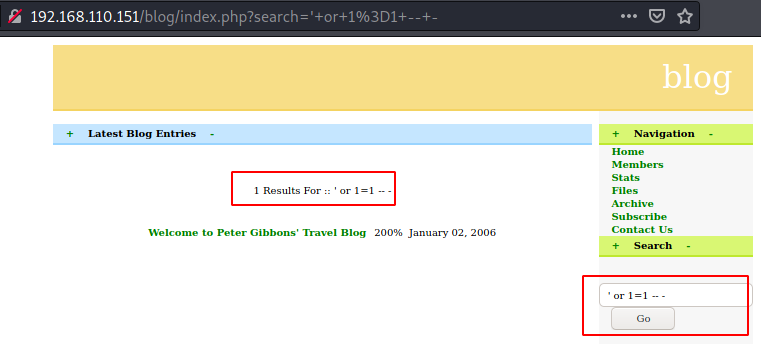 192.168.110.151/blog/index.php?search='+or+1%3D1+--+-
blog
+ Latest Blog Entries -
1 Results For :: ' or 1=1 -- -
Welcome to Peter Gibbons' Travel Blog 200% January 02, 2006
+ Navigation -
Home
Members
Stats
Files
Archive
Subscribe
Contact Us
+ Search -
' or 1=1 -- -
Go